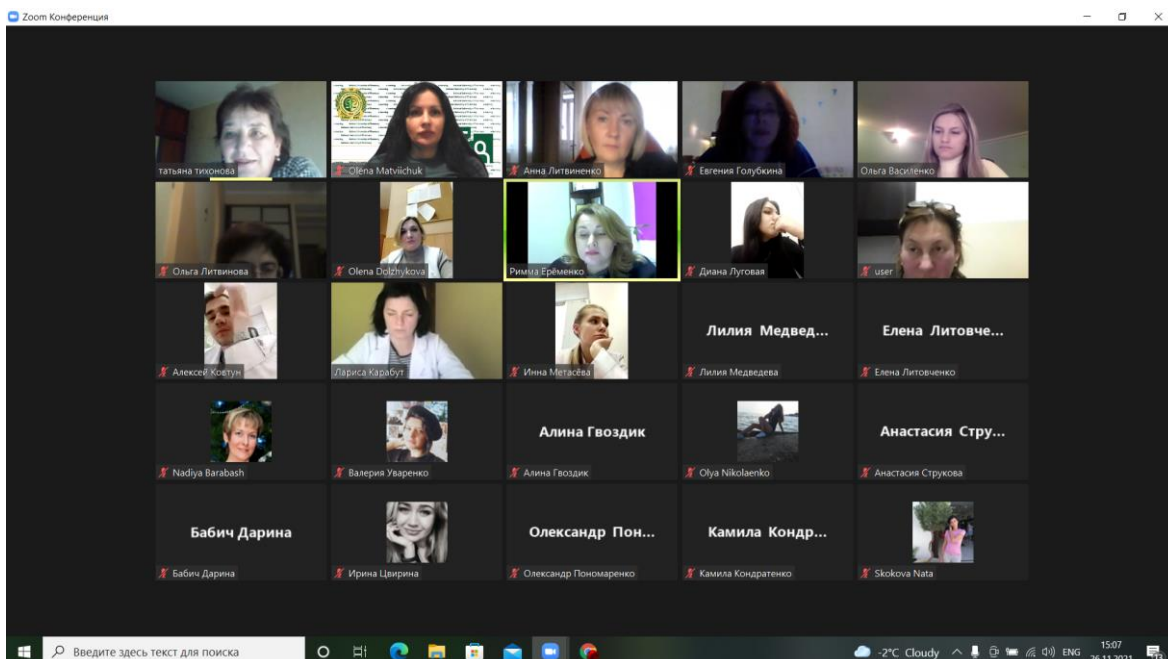 Zoom Конференция
татьяна тихонова
Olena Matviichuk
Анна Литвиненко
Евгения Голубкина
Ольга Василенко
Ольга Литвинова
Olena Dolzhykova
Римма Ерёменко
Диана Луговая
user
Алексей Ковтун
Лариса Карабут
Инна Метасёва
Лилия Медвед...
Лилия Медведева
Елена Литовче...
Елена Литовченко
Nadiya Barabash
Валерия Уваренко
Алина Гвоздик
Алина Гвоздик
Olya Nikolaenko
Анастасия Стру...
Анастасия Струкова
Бабич Дарина
Бабич Дарина
Ирина Цвирина
Олександр Пон...
Олександр Пономаренко
Камила Кондр...
Камила Кондратенко
Skokova Nata
Введите здесь текст для поиска
-2°C Cloudy
ENG
15:07
26.11.2021